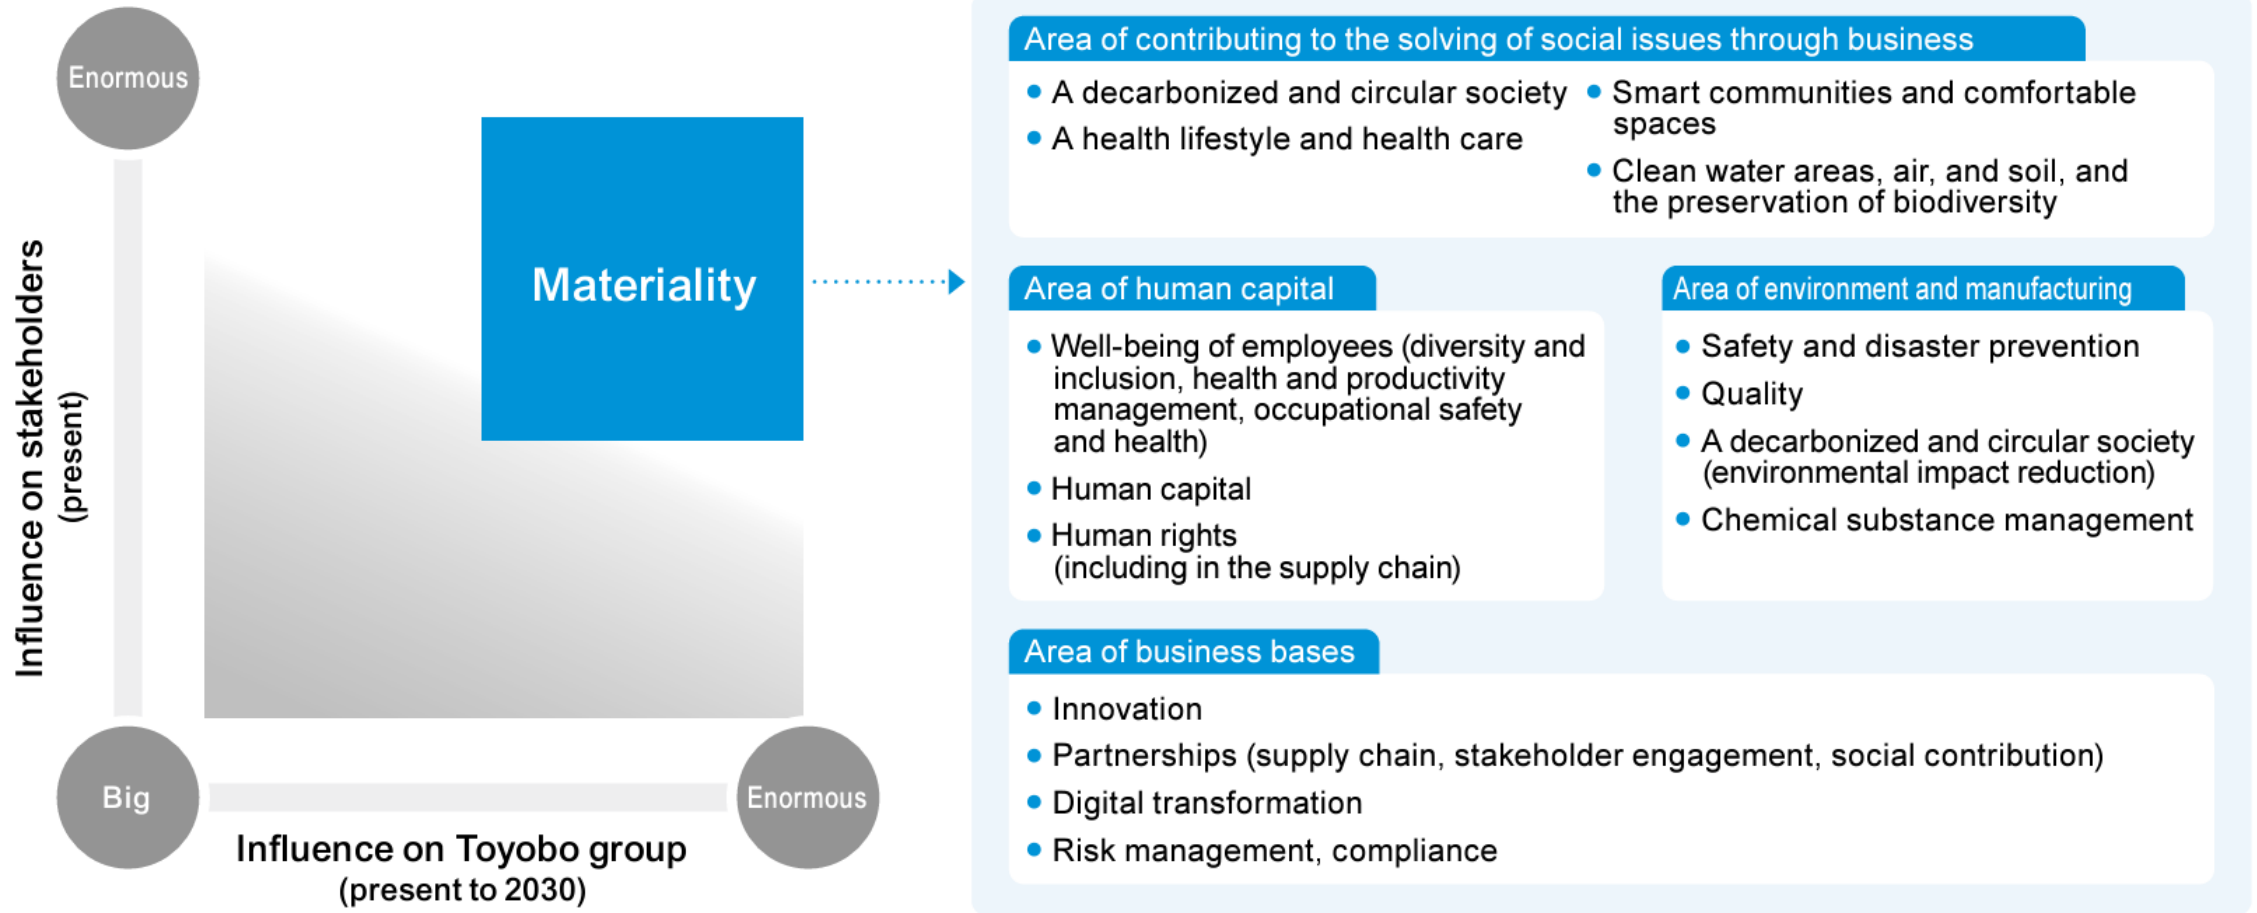 Enormous
Influence on stakeholders
(present)
Materiality
Big
Enormous
Influence on Toyobo group
(present to 2030)
Area of contributing to the solving of social issues through business
A decarbonized and circular society
A health lifestyle and health care
Smart communities and comfortable
spaces
Clean water areas, air, and soil, and
the preservation of biodiversity
Area of human capital
Well-being of employees (diversity and
inclusion, health and productivity
management, occupational safety
and health)
Human capital
Human rights
(including in the supply chain)
Area of environment and manufacturing
Safety and disaster prevention
Quality
A decarbonized and circular society
(environmental impact reduction)
Chemical substance management
Area of business bases
Innovation
Partnerships (supply chain, stakeholder engagement, social contribution)
Digital transformation
Risk management, compliance